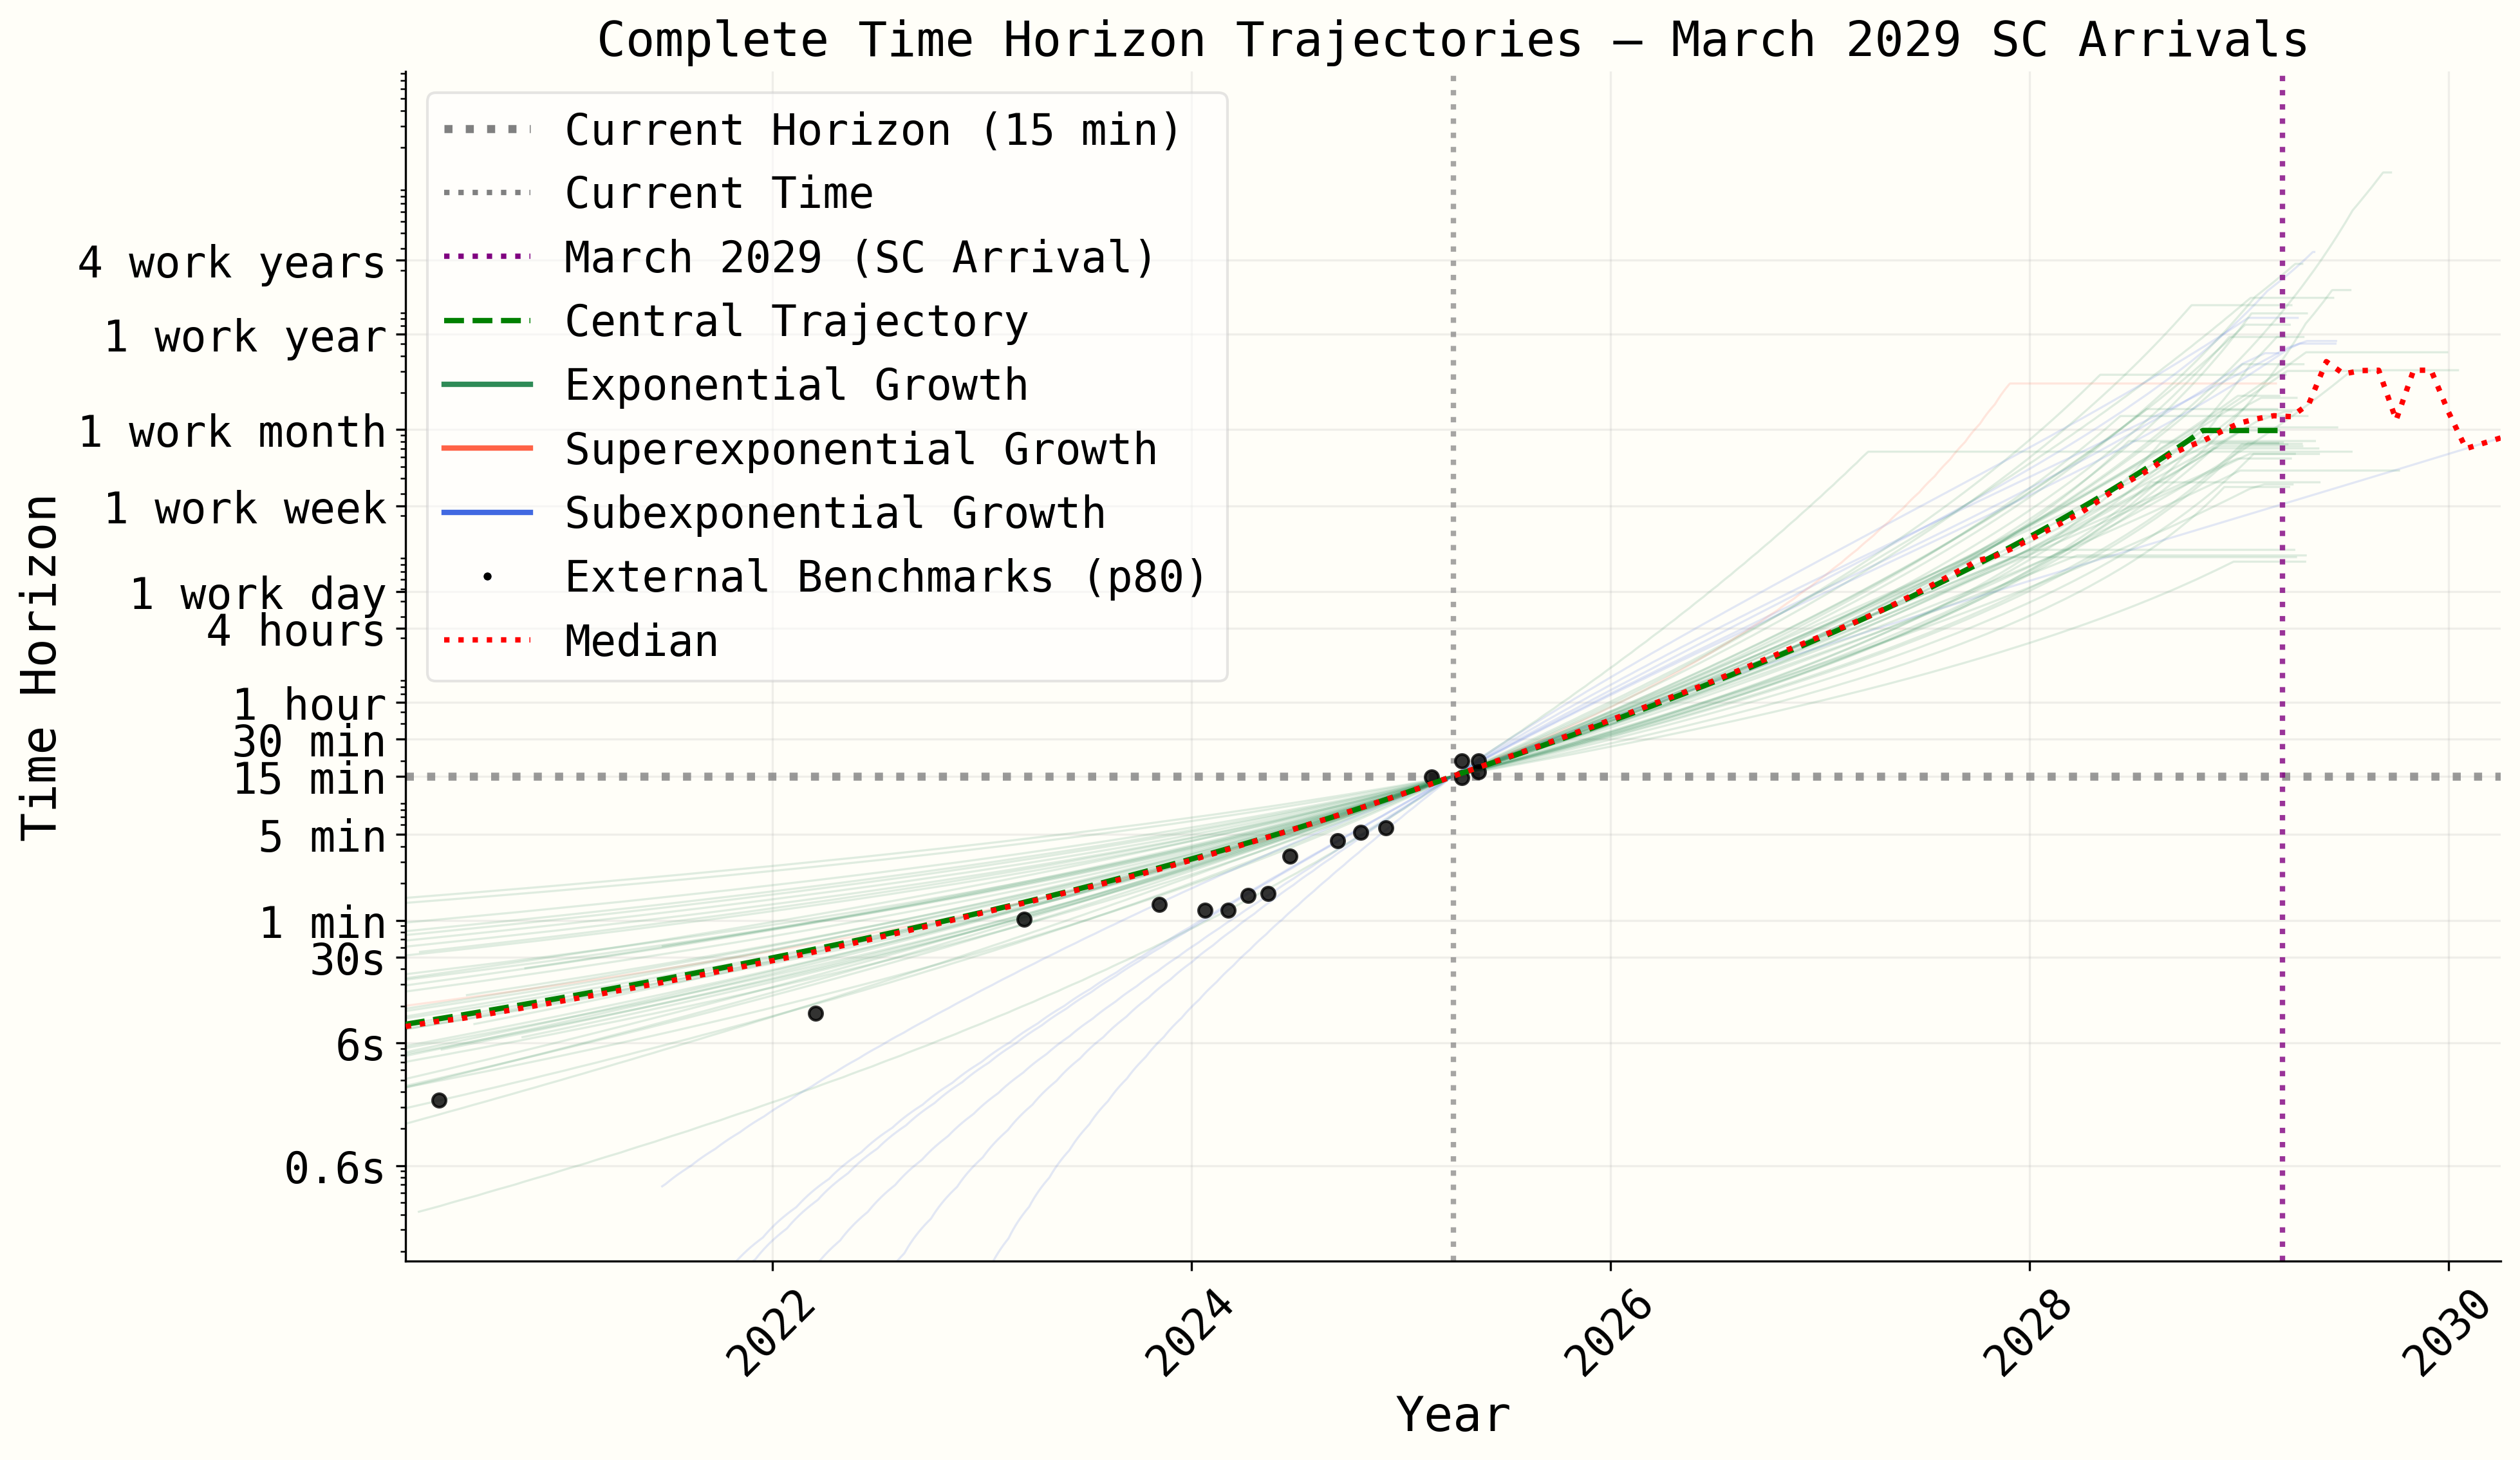 Complete Time Horizon Trajectories — March 2029 SC Arrivals
Current Horizon (15 min)
Current Time
March 2029 (SC Arrival)
Central Trajectory
Exponential Growth
Superexponential Growth
Subexponential Growth
External Benchmarks (p80)
Median
Time Horizon
4 work years
1 work year
1 work month
1 work week
1 work day
4 hours
1 hour
30 min
15 min
5 min
1 min
30s
6s
0.6s
2022
2024
2026
2028
2030
Year